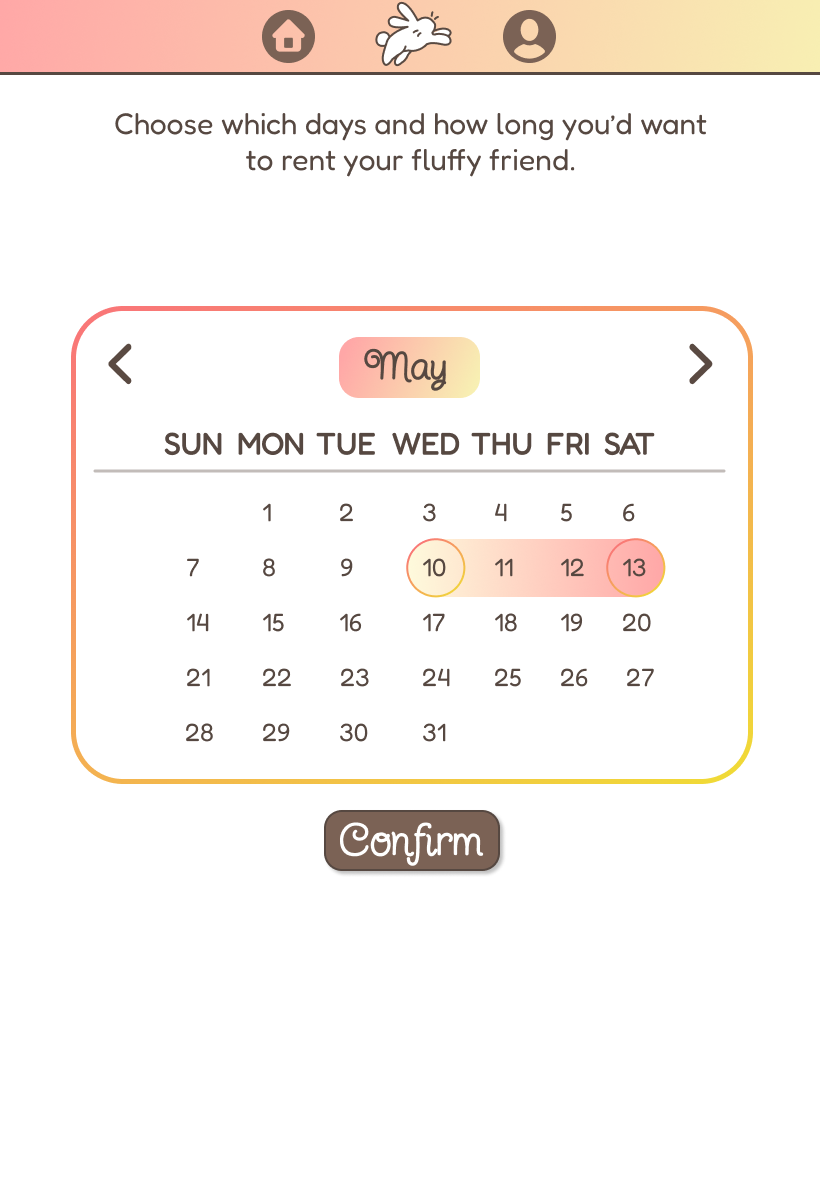 Choose which days and how long you’d want
to rent your fluffy friend.
May
SUN MON TUE WED THU FRI SAT
1 2 3 4 5 6
7 8 9 10 11 12 13
14 15 16 17 18 19 20
21 22 23 24 25 26 27
28 29 30 31
Confirm